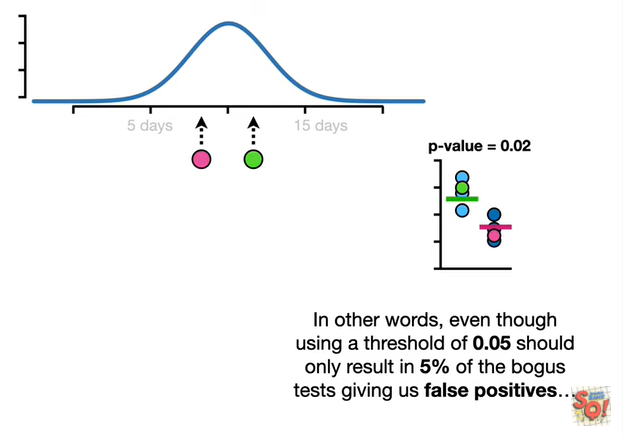 5 days
15 days
p-value = 0.02
In other words, even though
using a threshold of 0.05 should
only result in 5% of the bogus
tests giving us false positives…
SQ!